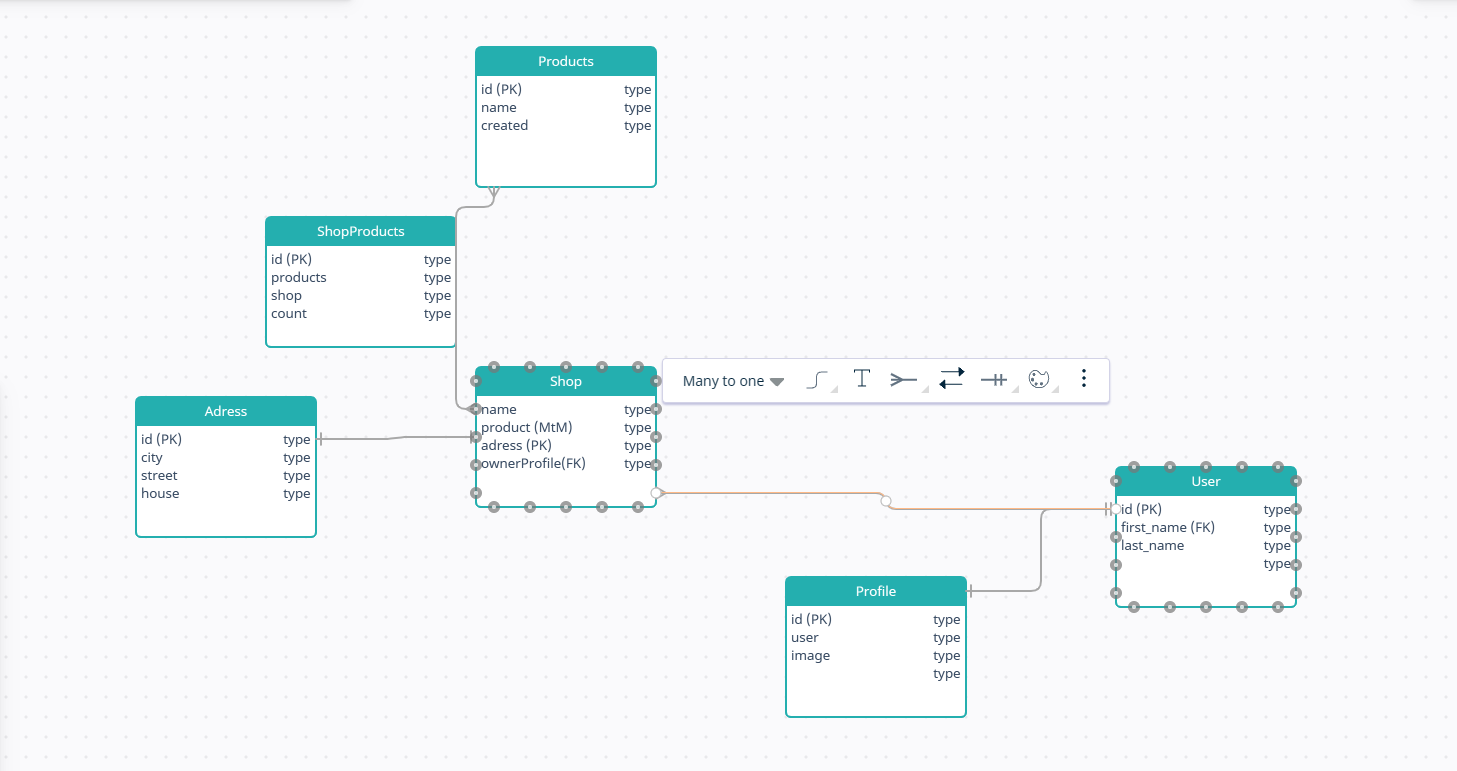 Products
id (PK) type
name type
created type
ShopProducts
id (PK) type
products type
shop type
count type
Shop
name type
product (MtM) type
adress (PK) type
ownerProfile(FK) type
Many to one
T
Adress
id (PK) type
city type
street type
house type
User
id (PK) type
first_name (FK) type
last_name type
type
Profile
id (PK) type
user type
image type
type